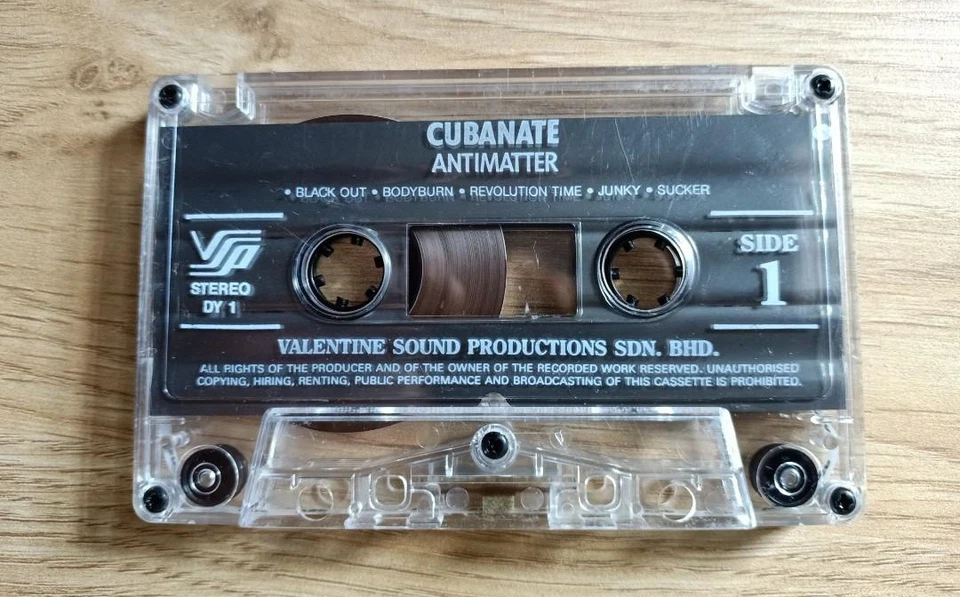 CUBANATE
ANTIMATTER
• BLACK OUT • BODYBURN • REVOLUTION TIME • JUNKY • SUCKER
VSP
STEREO
DY 1
SIDE
1
VALENTINE SOUND PRODUCTIONS SDN. BHD.
ALL RIGHTS OF THE PRODUCER AND OF THE OWNER OF THE RECORDED WORK RESERVED. UNAUTHORISED
COPYING, HIRING, RENTING, PUBLIC PERFORMANCE AND BROADCASTING OF THIS CASSETTE IS PROHIBITED.